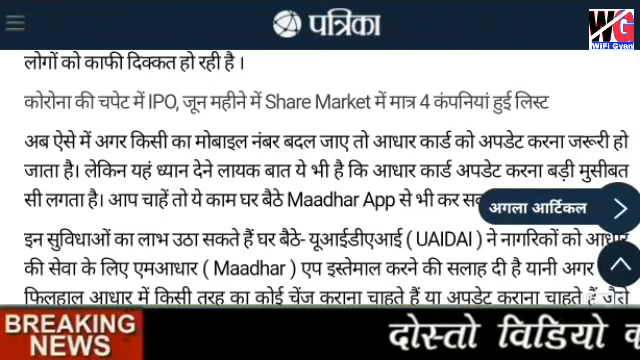 पत्रिका
WG
WiFi Gyan
लोगों को काफी दिक्कत हो रही है ।
कोरोना की चपेट में IPO, जून महीने में Share Market में मात्र 4 कंपनियां हुई लिस्ट
अब ऐसे में अगर किसी का मोबाइल नंबर बदल जाए तो आधार कार्ड को अपडेट करना जरूरी हो
जाता है। लेकिन यहं ध्यान देने लायक बात ये भी है कि आधार कार्ड अपडेट करना बड़ी मुसीबत
सी लगता है। आप चाहें तो ये काम घर बैठे Maadhar App से भी कर
अगला आर्टिकल
इन सुविधाओं का लाभ उठा सकते हैं घर बैठे- यूआईडीएआई ( UAIDAI ) ने नागरिकों को आधार
की सेवा के लिए एमआधार ( Maadhar ) एप इस्तेमाल करने की सलाह दी है यानी अगर
फिलहाल आधार में किसी तरह का कोई चेंज कराना चाहते हैं या अपडेट कराना चाहते हैं जैसे
BREAKING
NEWS
दोस्तो विडियो